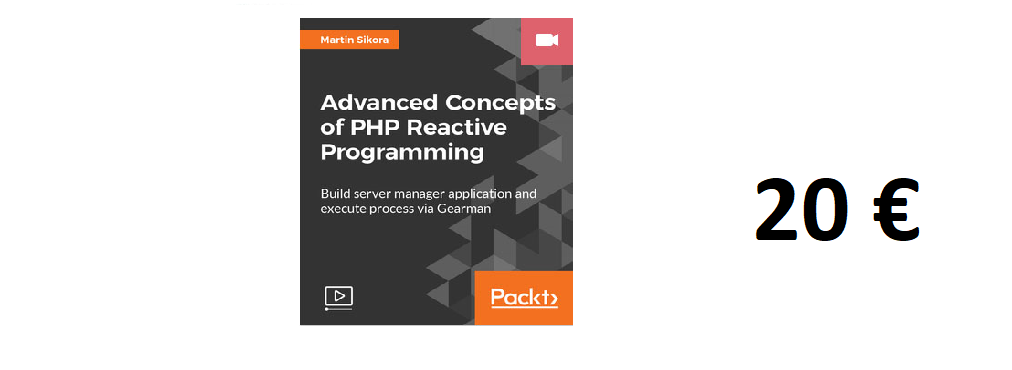 Martin Sikora
Advanced Concepts
of PHP Reactive
Programming
Build server manager application and
execute process via Gearman
Packt
20 €